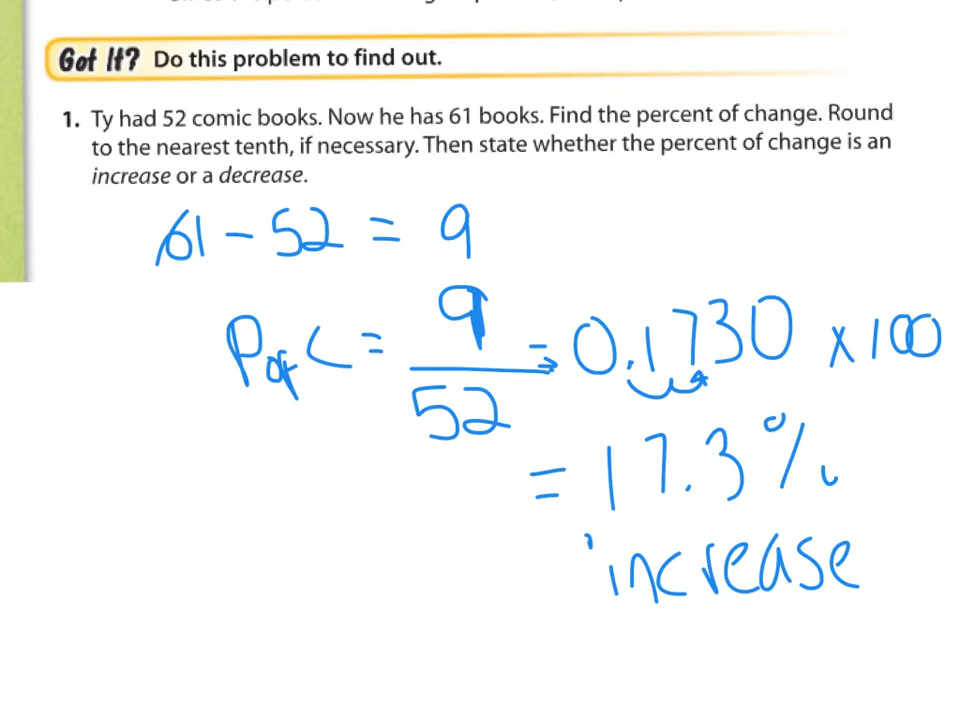 Got It? Do this problem to find out.
1. Ty had 52 comic books. Now he has 61 books. Find the percent of change. Round
to the nearest tenth, if necessary. Then state whether the percent of change is an
increase or a decrease.
61 - 52 = 9
P of C = 9/52 = 0.1730 x 100
= 17.3%
increase